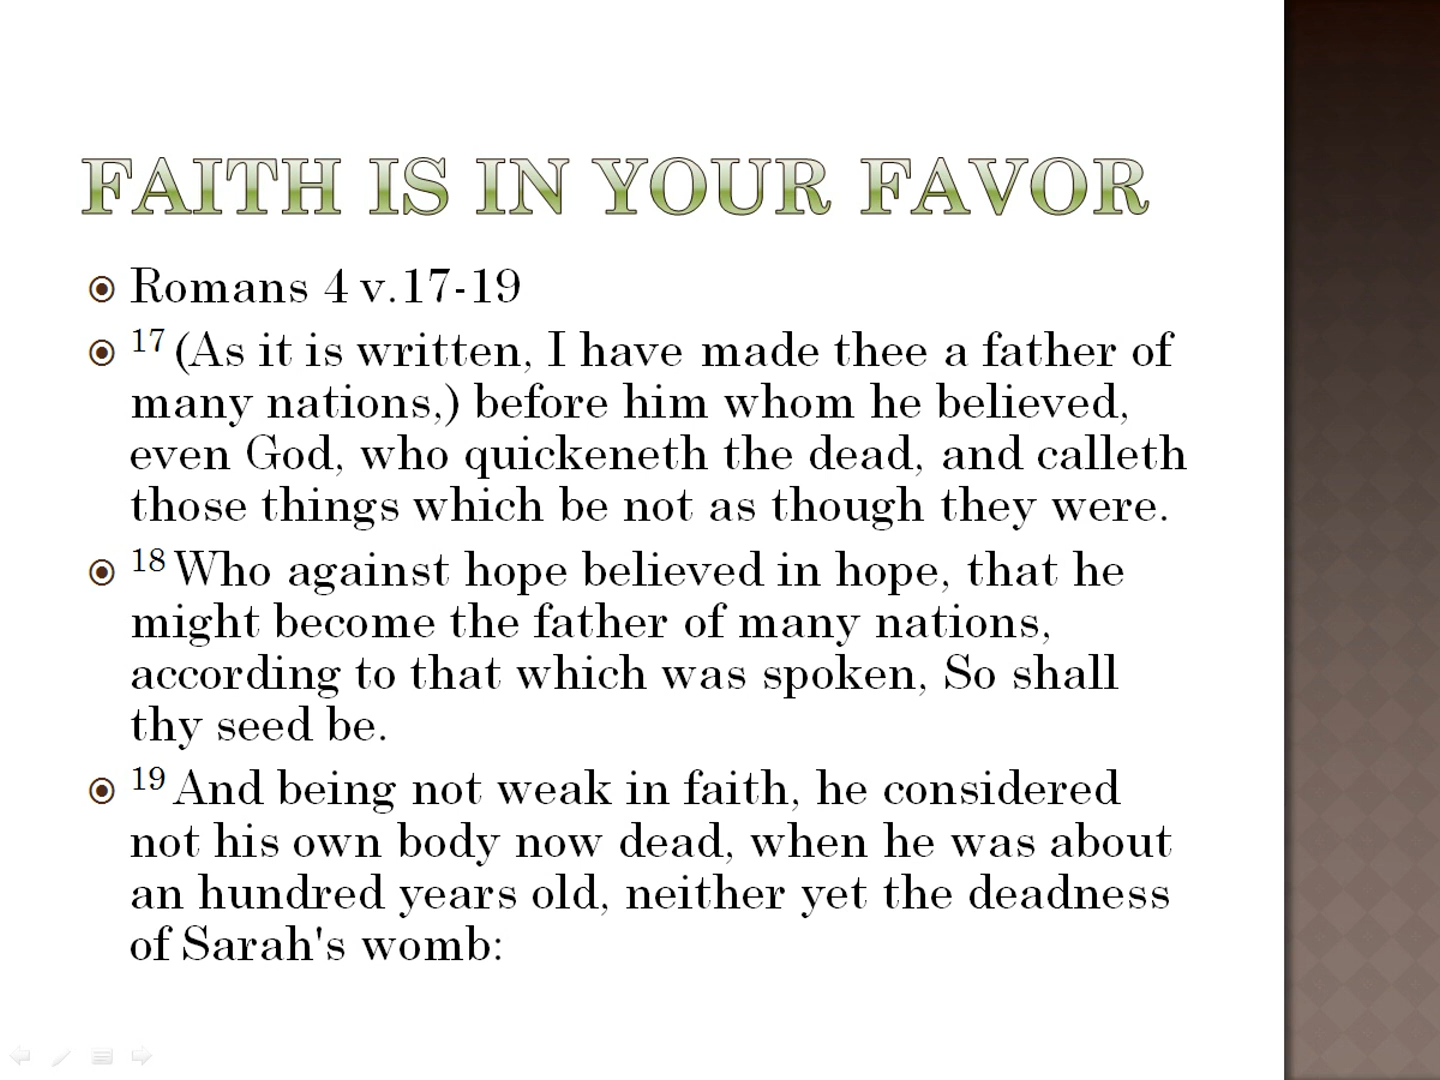 FAITH IS IN YOUR FAVOR
Romans 4 v.17-19
17 (As it is written, I have made thee a father of
many nations,) before him whom he believed,
even God, who quickeneth the dead, and calleth
those things which be not as though they were.
18 Who against hope believed in hope, that he
might become the father of many nations,
according to that which was spoken, So shall
thy seed be.
19 And being not weak in faith, he considered
not his own body now dead, when he was about
an hundred years old, neither yet the deadness
of Sarah's womb: